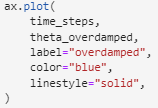 ax.plot(
    time_steps,
    theta_overdamped,
    label="overdamped",
    color="blue",
    linestyle="solid",
)